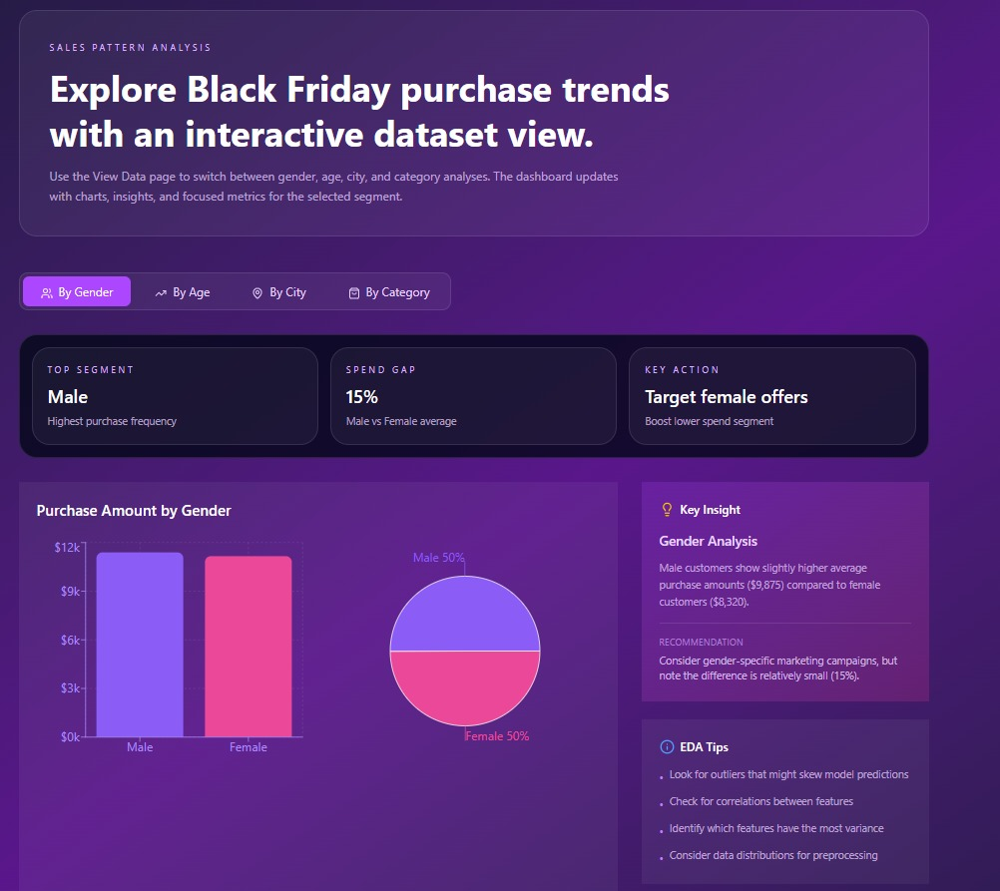 SALES PATTERN ANALYSIS
Explore Black Friday purchase trends
with an interactive dataset view.
Use the View Data page to switch between gender, age, city, and category analyses. The dashboard updates
with charts, insights, and focused metrics for the selected segment.
By Gender
By Age
By City
By Category
TOP SEGMENT
Male
Highest purchase frequency
SPEND GAP
15%
Male vs Female average
KEY ACTION
Target female offers
Boost lower spend segment
Purchase Amount by Gender
$12k
$9k
$6k
$3k
$0k
Male
Female
Male 50%
Female 50%
Key Insight
Gender Analysis
Male customers show slightly higher average
purchase amounts ($9,875) compared to female
customers ($8,320).
RECOMMENDATION
Consider gender-specific marketing campaigns, but
note the difference is relatively small (15%).
EDA Tips
• Look for outliers that might skew model predictions
• Check for correlations between features
• Identify which features have the most variance
• Consider data distributions for preprocessing